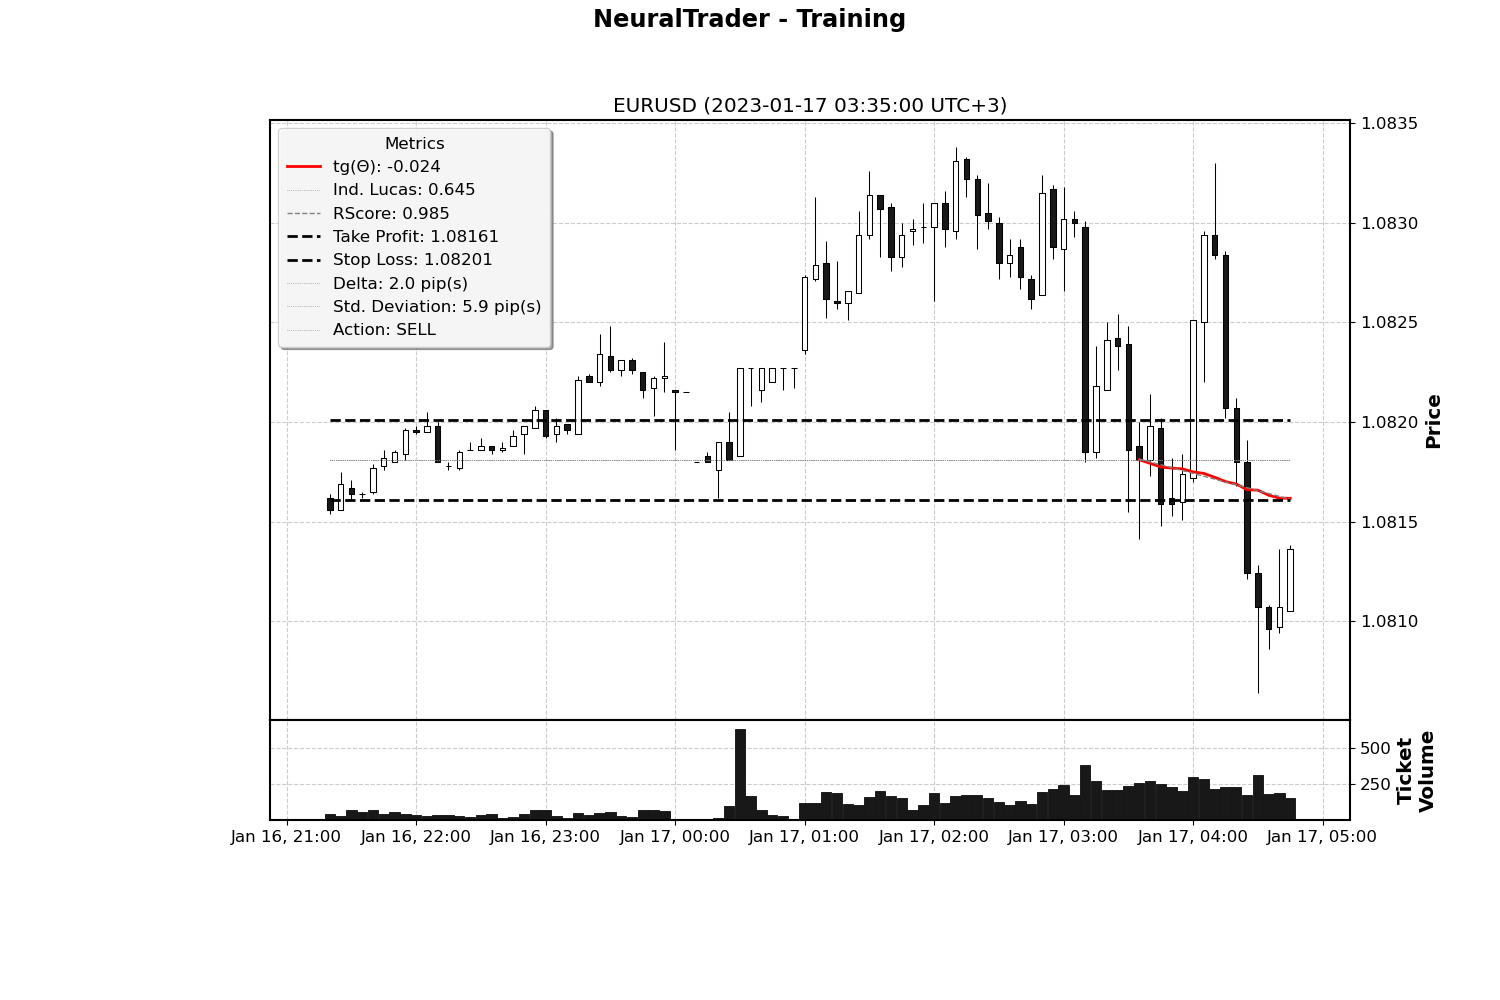 NeuralTrader - Training
EURUSD (2023-01-17 03:35:00 UTC+3)
Metrics
tg(Θ): -0.024
Ind. Lucas: 0.645
RScore: 0.985
Take Profit: 1.08161
Stop Loss: 1.08201
Delta: 2.0 pip(s)
Std. Deviation: 5.9 pip(s)
Action: SELL
1.0835
1.0830
1.0825
1.0820
1.0815
1.0810
Price
500
250
Ticket
Volume
Jan 16, 21:00
Jan 16, 22:00
Jan 16, 23:00
Jan 17, 00:00
Jan 17, 01:00
Jan 17, 02:00
Jan 17, 03:00
Jan 17, 04:00
Jan 17, 05:00